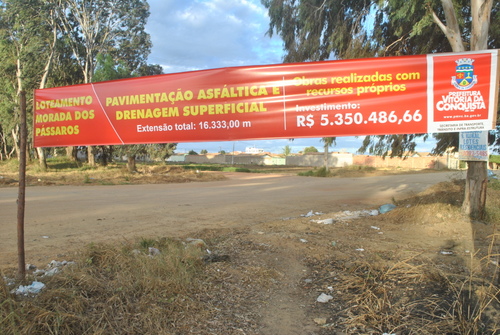 LOTEAMENTO
MORADA DOS
PÁSSAROS
PAVIMENTAÇÃO ASFÁLTICA E
DRENAGEM SUPERFICIAL
Extensão total: 16.333,00 m
Obras realizadas com
recursos próprios
Investimento:
R$ 5.350.486,66
PREFEITURA
VITÓRIA DA
CONQUISTA